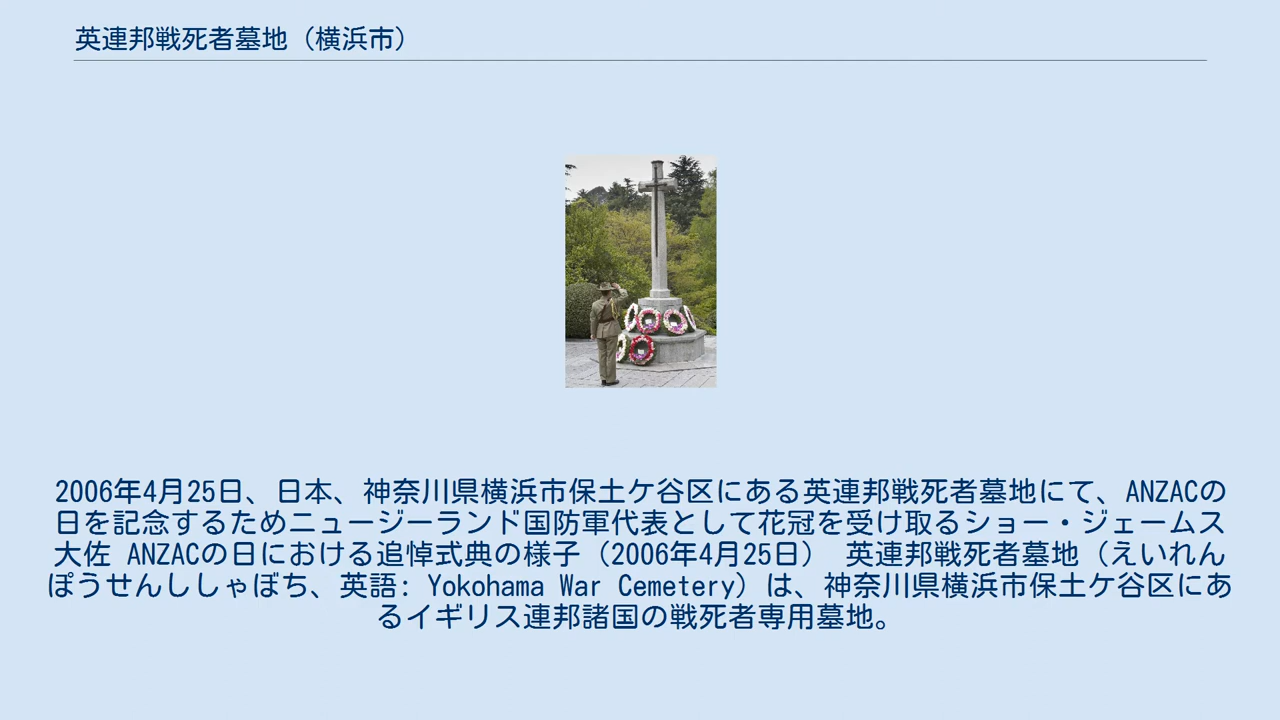 英連邦戦死者墓地（横浜市）
2006年4月25日、日本、神奈川県横浜市保土ケ谷区にある英連邦戦死者墓地にて、ANZACの
日を記念するためニュージーランド国防軍代表として花冠を受け取るショー・ジェームス
大佐 ANZACの日における追悼式典の様子（2006年4月25日） 英連邦戦死者墓地（えいれん
ぽうせんししゃぼち、英語: Yokohama War Cemetery）は、神奈川県横浜市保土ケ谷区にあ
るイギリス連邦諸国の戦死者専用墓地。